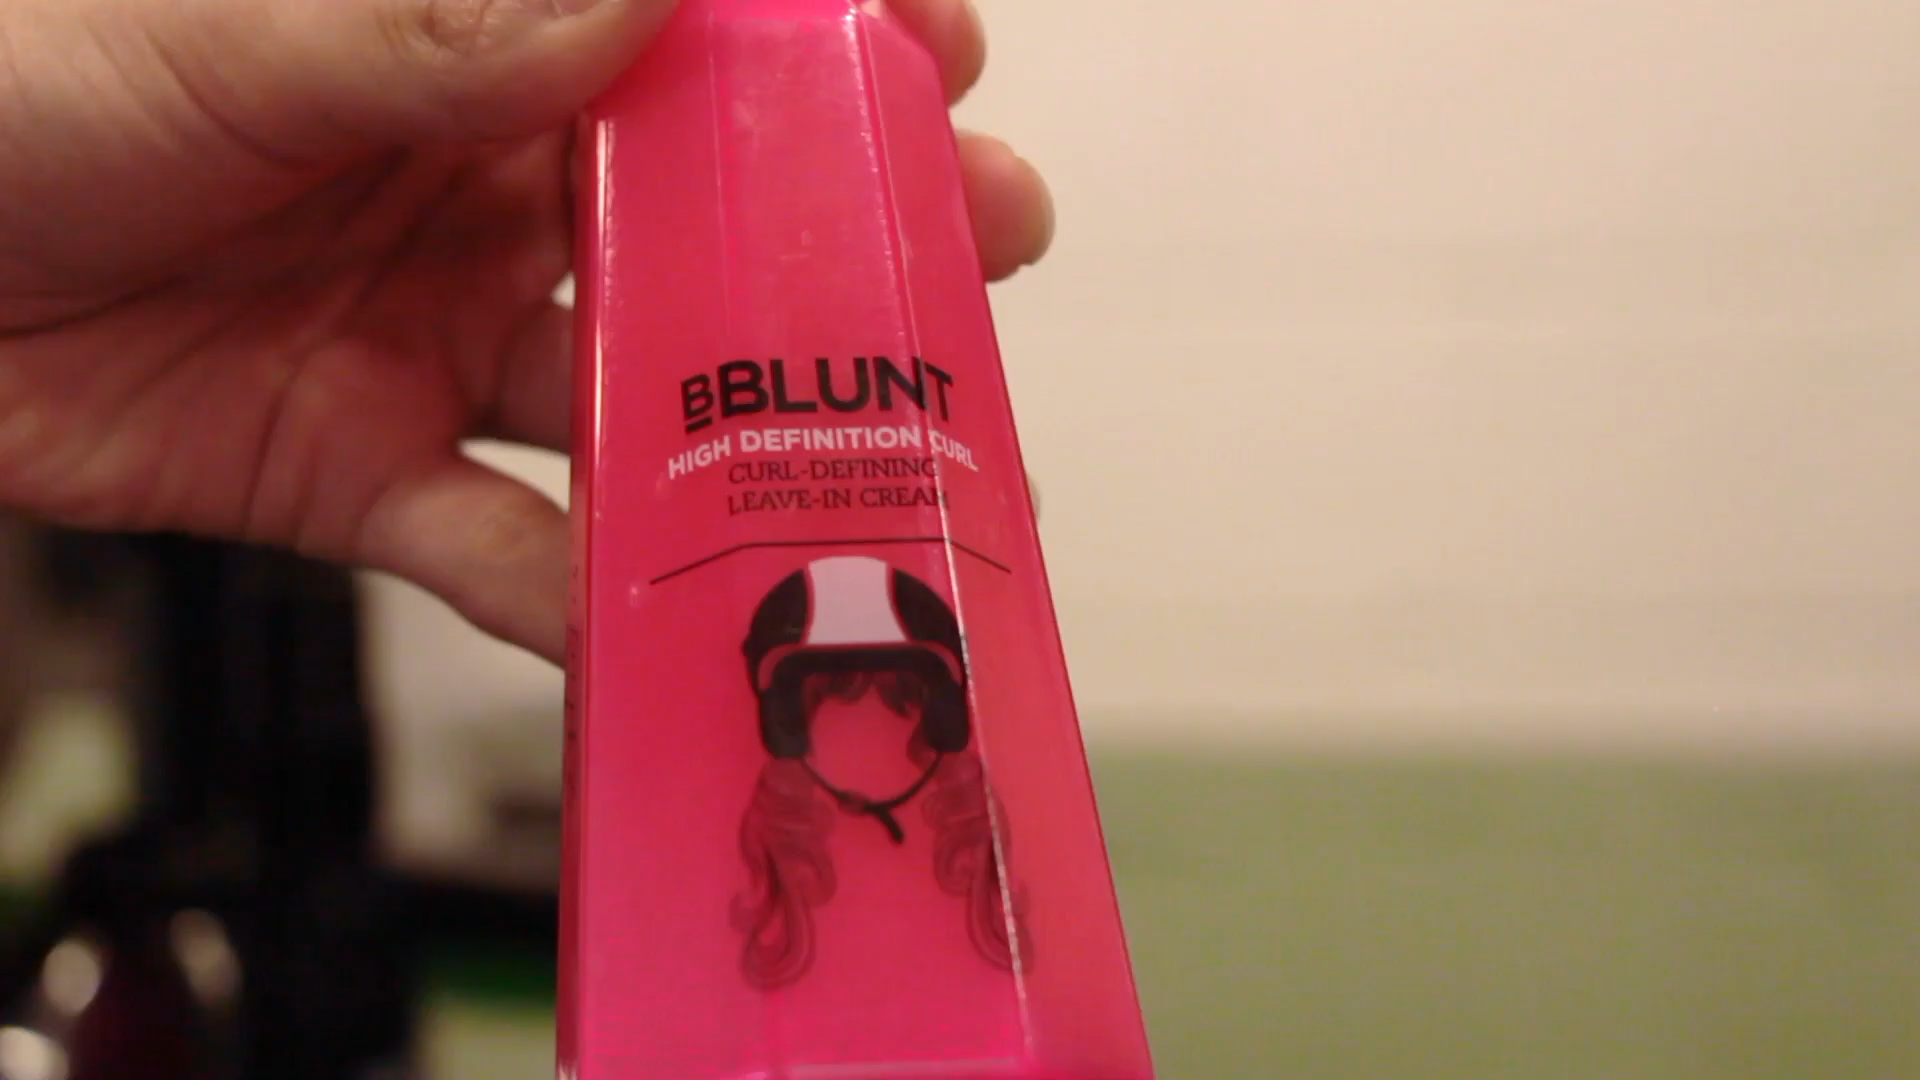 BBLUNT
HIGH DEFINITION CURL
CURL-DEFINING
LEAVE-IN CREAM